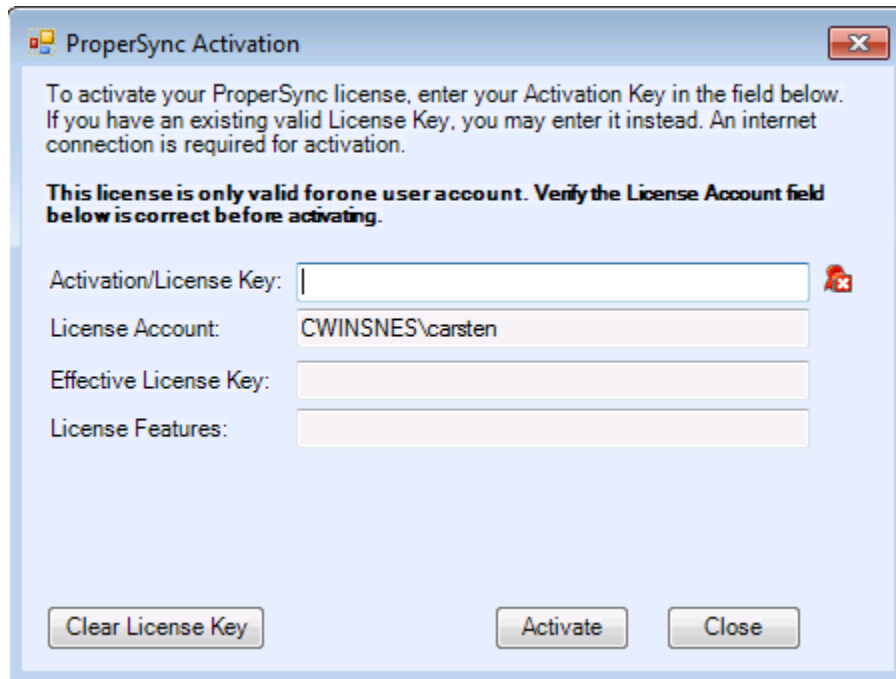 ProperSync Activation
To activate your ProperSync license, enter your Activation Key in the field below.
If you have an existing valid License Key, you may enter it instead. An internet
connection is required for activation.
This license is only valid for one user account. Verify the License Account field
below is correct before activating.
Activation/License Key:
License Account: CWINSNES\carsten
Effective License Key:
License Features:
Clear License Key Activate Close